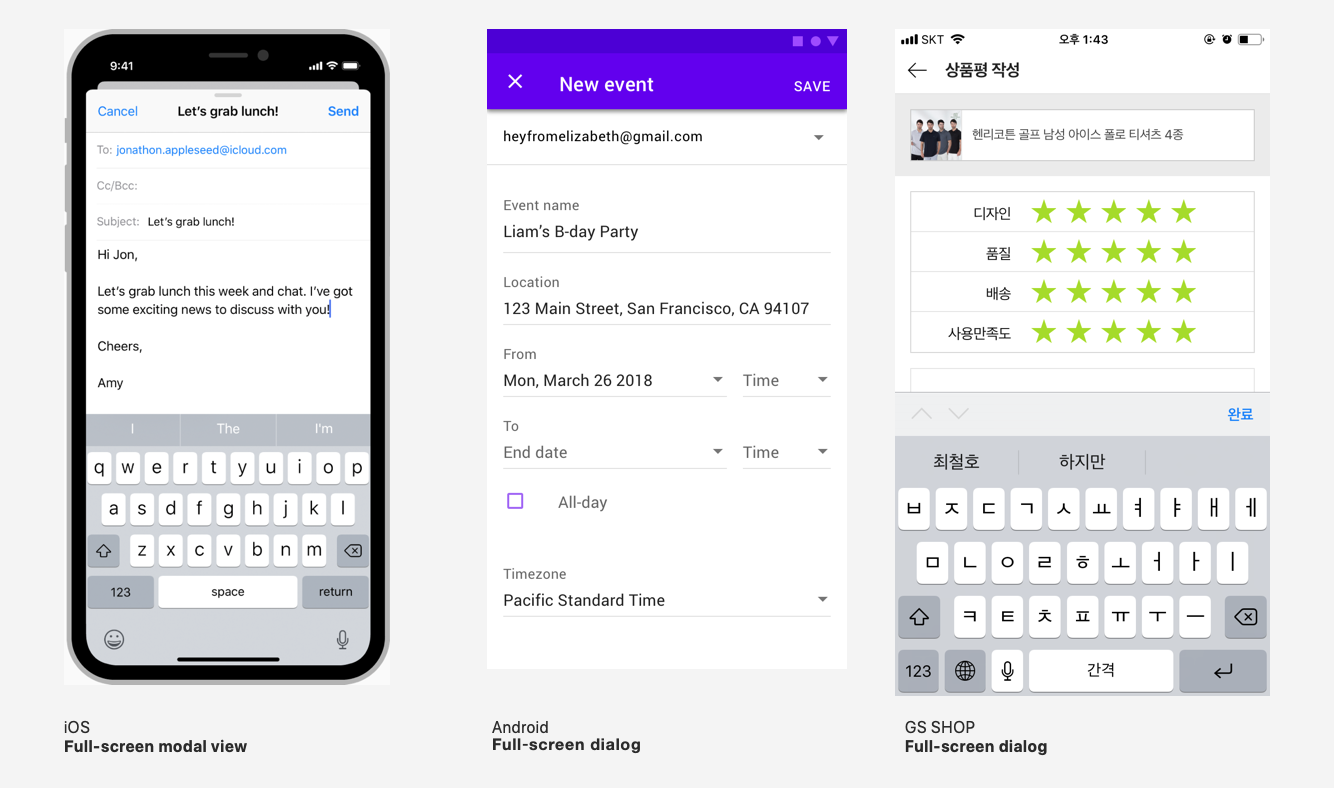 9:41
Cancel Let's grab lunch! Send
To: jonathon.appleseed@icloud.com
Cc/Bcc:
Subject: Let's grab lunch!
Hi Jon,
Let's grab lunch this week and chat. I've got
some exciting news to discuss with you!
Cheers,
Amy
I The I'm
q w e r t y u i o p
a s d f g h j k l
z x c v b n m
123 space return
iOS
Full-screen modal view
New event SAVE
heyfromelizabeth@gmail.com
Event name
Liam's B-day Party
Location
123 Main Street, San Francisco, CA 94107
From
Mon, March 26 2018 Time
To
End date Time
All-day
Timezone
Pacific Standard Time
Android
Full-screen dialog
SKT 오후 1:43
상품평 작성
헨리코튼 골프 남성 아이스 폴로 티셔츠 4종
디자인 ★★★★★
품질 ★★★★★
배송 ★★★★★
사용만족도 ★★★★★
완료
최철호 하지만
ㅂ ㅈ ㄷ ㄱ ㅅ ㅛ ㅕ ㅑ ㅐ ㅔ
ㅁ ㄴ ㅇ ㄹ ㅎ ㅗ ㅓ ㅏ ㅣ
ㅋ ㅌ ㅊ ㅍ ㅠ ㅜ ㅡ
123 간격
GS SHOP
Full-screen dialog